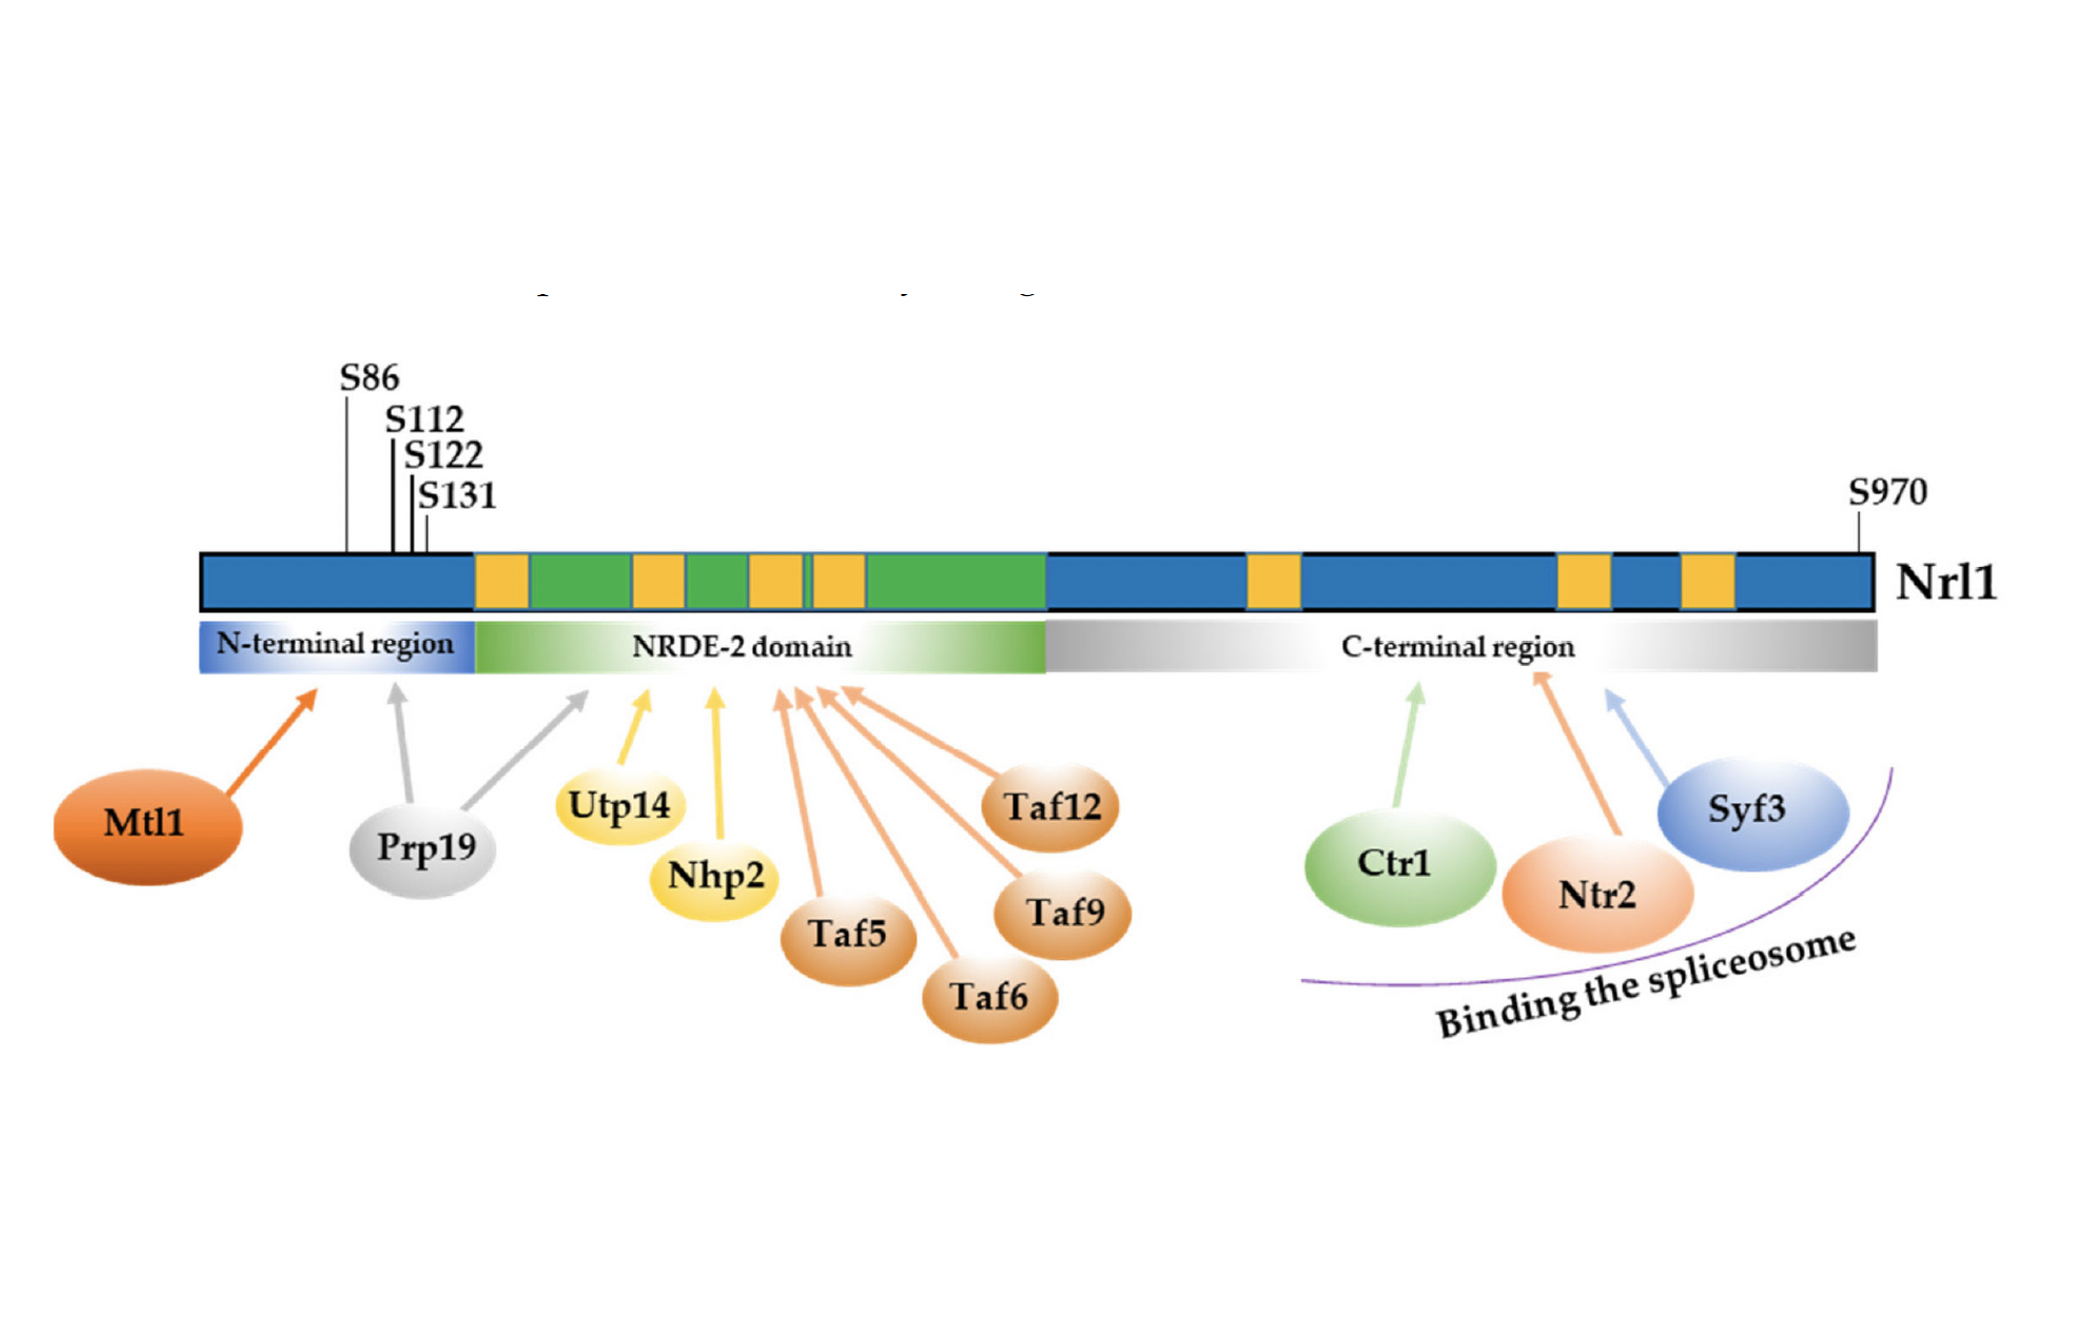 S86
S112
S122
S131
S970
Nrl1
N-terminal region
NRDE-2 domain
C-terminal region
Mtl1
Prp19
Utp14
Nhp2
Taf5
Taf6
Taf9
Taf12
Ctr1
Ntr2
Syf3
Binding the spliceosome